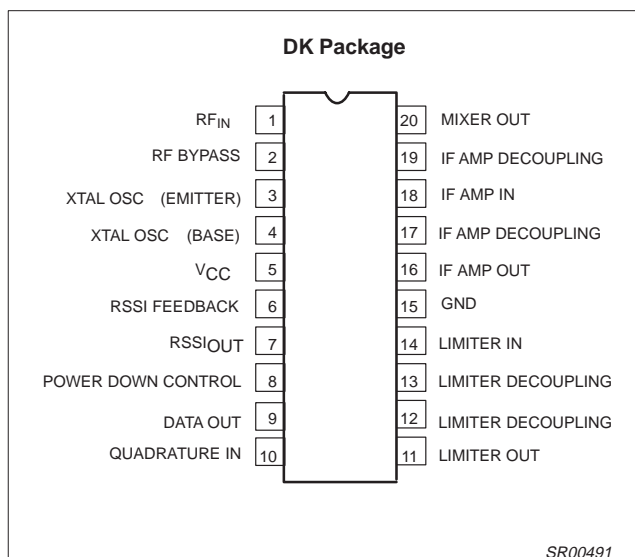 DK Package
RFIN 1 20 MIXER OUT
RF BYPASS 2 19 IF AMP DECOUPLING
XTAL OSC (EMITTER) 3 18 IF AMP IN
XTAL OSC (BASE) 4 17 IF AMP DECOUPLING
VCC 5 16 IF AMP OUT
RSSI FEEDBACK 6 15 GND
RSSIOUT 7 14 LIMITER IN
POWER DOWN CONTROL 8 13 LIMITER DECOUPLING
DATA OUT 9 12 LIMITER DECOUPLING
QUADRATURE IN 10 11 LIMITER OUT
SR00491